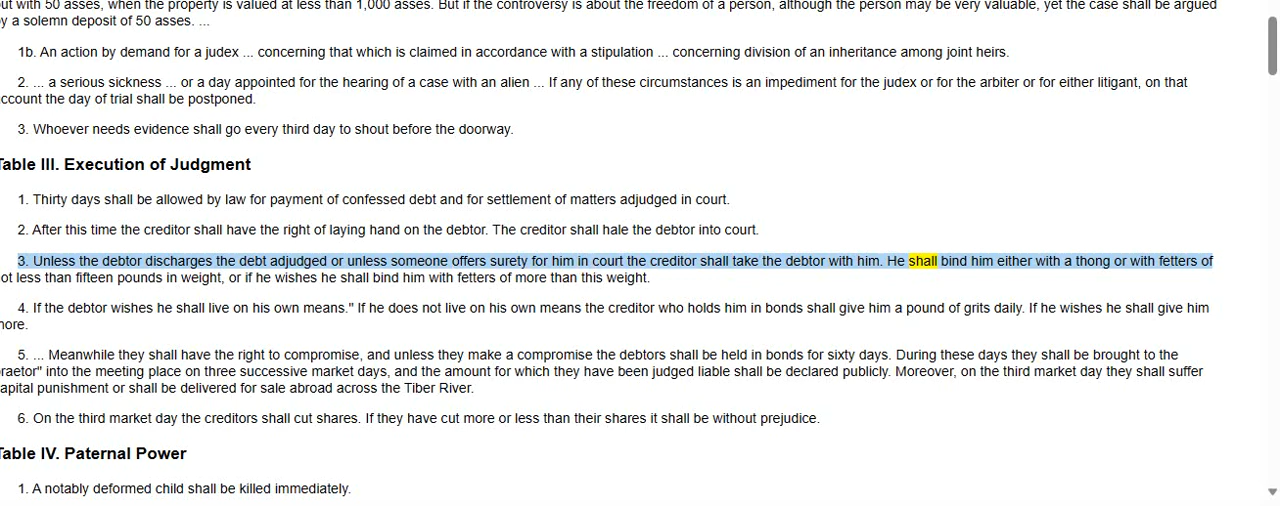 ut with 50 asses, when the property is valued at less than 1,000 asses. But if the controversy is about the freedom of a person, although the person may be very valuable, yet the case shall be argued
y a solemn deposit of 50 asses. ...
1b. An action by demand for a judex ... concerning that which is claimed in accordance with a stipulation ... concerning division of an inheritance among joint heirs.
2. ... a serious sickness ... or a day appointed for the hearing of a case with an alien ... If any of these circumstances is an impediment for the judex or for the arbiter or for either litigant, on that
ccount the day of trial shall be postponed.
3. Whoever needs evidence shall go every third day to shout before the doorway.
Table III. Execution of Judgment
1. Thirty days shall be allowed by law for payment of confessed debt and for settlement of matters adjudged in court.
2. After this time the creditor shall have the right of laying hand on the debtor. The creditor shall hale the debtor into court.
3. Unless the debtor discharges the debt adjudged or unless someone offers surety for him in court the creditor shall take the debtor with him. He shall bind him either with a thong or with fetters of
ot less than fifteen pounds in weight, or if he wishes he shall bind him with fetters of more than this weight.
4. If the debtor wishes he shall live on his own means." If he does not live on his own means the creditor who holds him in bonds shall give him a pound of grits daily. If he wishes he shall give him
nore.
5. ... Meanwhile they shall have the right to compromise, and unless they make a compromise the debtors shall be held in bonds for sixty days. During these days they shall be brought to the
raetor" into the meeting place on three successive market days, and the amount for which they have been judged liable shall be declared publicly. Moreover, on the third market day they shall suffer
apital punishment or shall be delivered for sale abroad across the Tiber River.
6. On the third market day the creditors shall cut shares. If they have cut more or less than their shares it shall be without prejudice.
Table IV. Paternal Power
1. A notably deformed child shall be killed immediately.